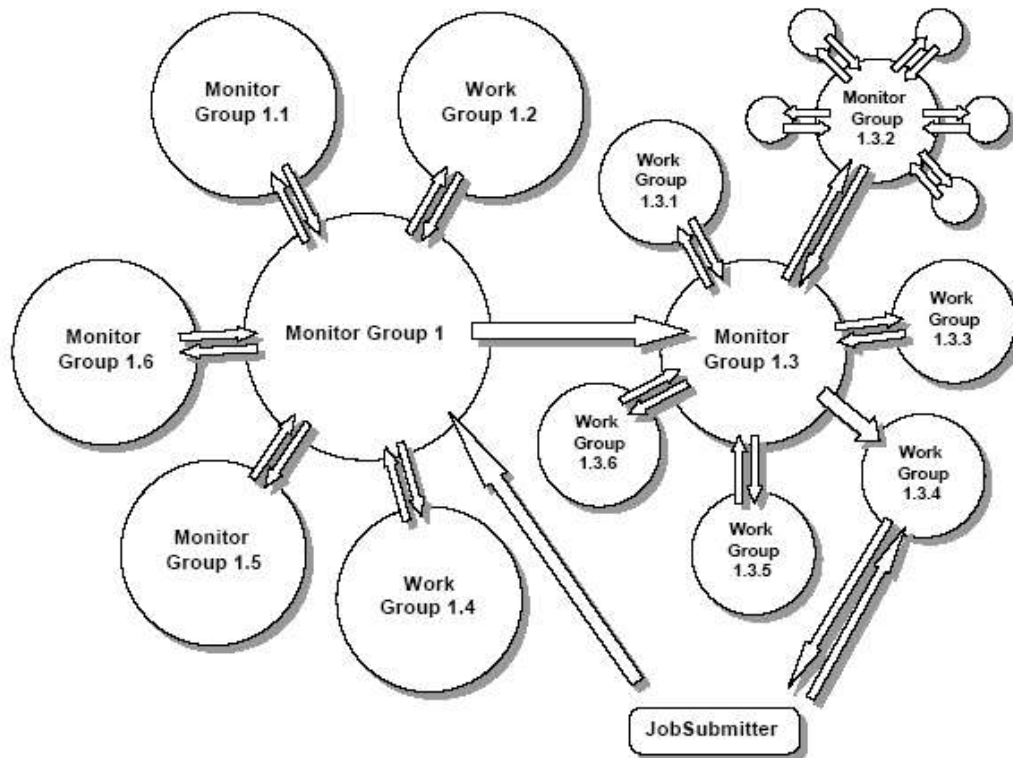 Monitor
Group 1.1
Work
Group 1.2
Monitor
Group
1.3.2
Work
Group
1.3.1
Monitor
Group 1.6
Monitor Group 1
Monitor
Group 1.3
Work
Group
1.3.3
Work
Group
1.3.6
Work
Group
1.3.4
Monitor
Group 1.5
Work
Group 1.4
Work
Group
1.3.5
JobSubmitter